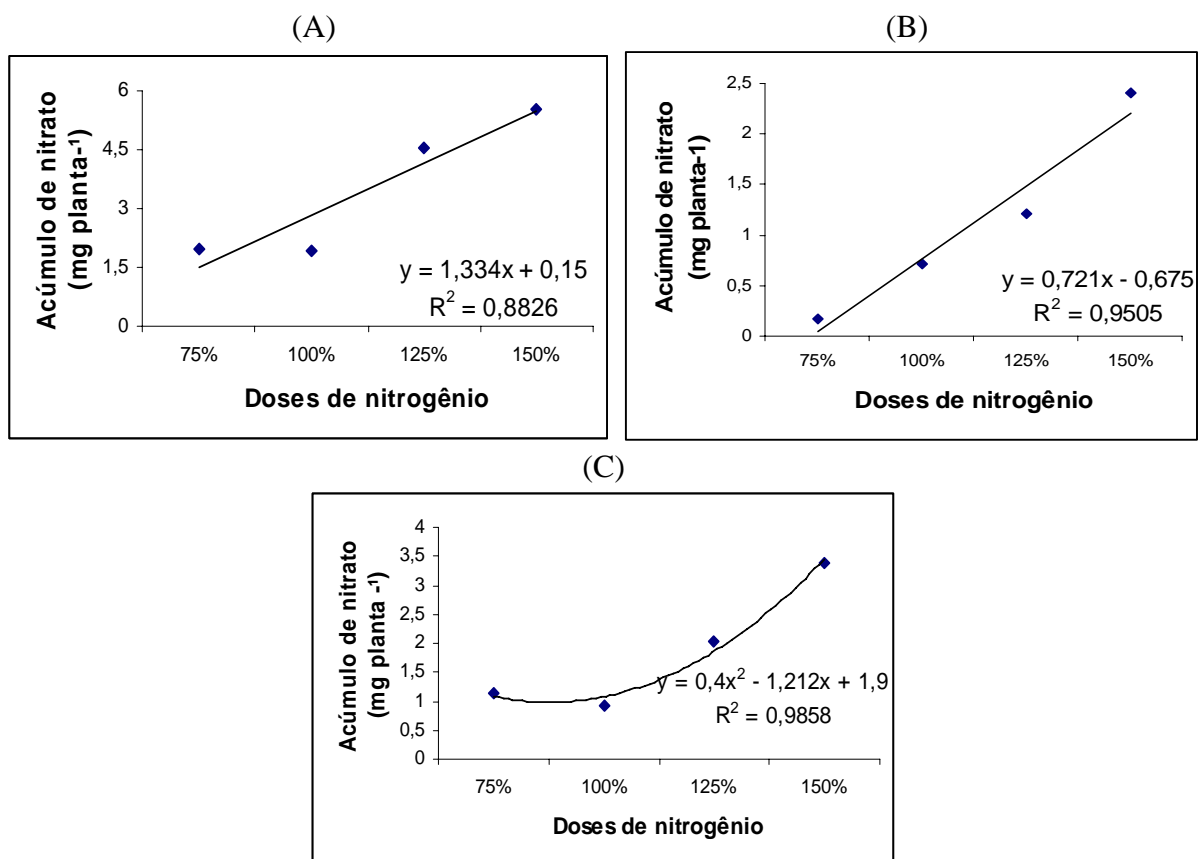 (A)
Acúmulo de nitrato
(mg planta-¹)
6
4,5
3
1,5
0
y = 1,334x + 0,15
R² = 0,8826
75% 100% 125% 150%
Doses de nitrogênio
(B)
Acúmulo de nitrato
(mg planta-1)
2,5
2
1,5
1
0,5
0
y = 0,721x - 0,675
R² = 0,9505
75% 100% 125% 150%
Doses de nitrogênio
(C)
Acúmulo de nitrato
(mg planta -¹)
4
3,5
3
2,5
2
1,5
1
0,5
0
y = 0,4x² - 1,212x + 1,9
R² = 0,9858
75% 100% 125% 150%
Doses de nitrogênio